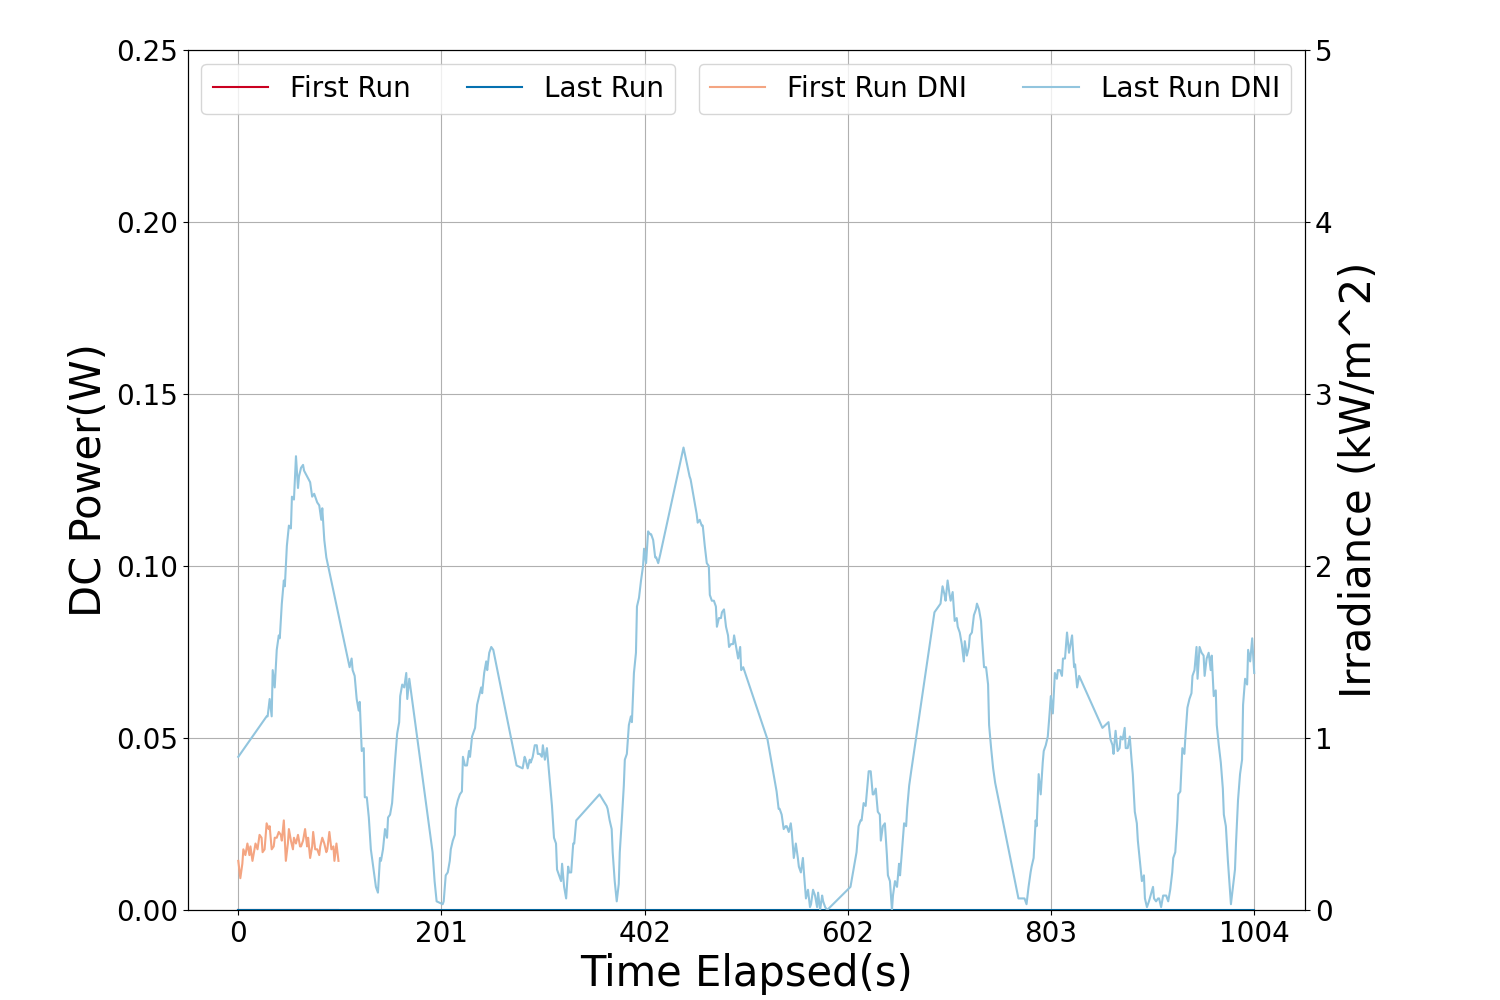 First Run
Last Run
First Run DNI
Last Run DNI
DC Power(W)
0.25
0.20
0.15
0.10
0.05
0.00
5
4
3
2
1
0
Irradiance (kW/m^2)
0
201
402
602
803
1004
Time Elapsed(s)